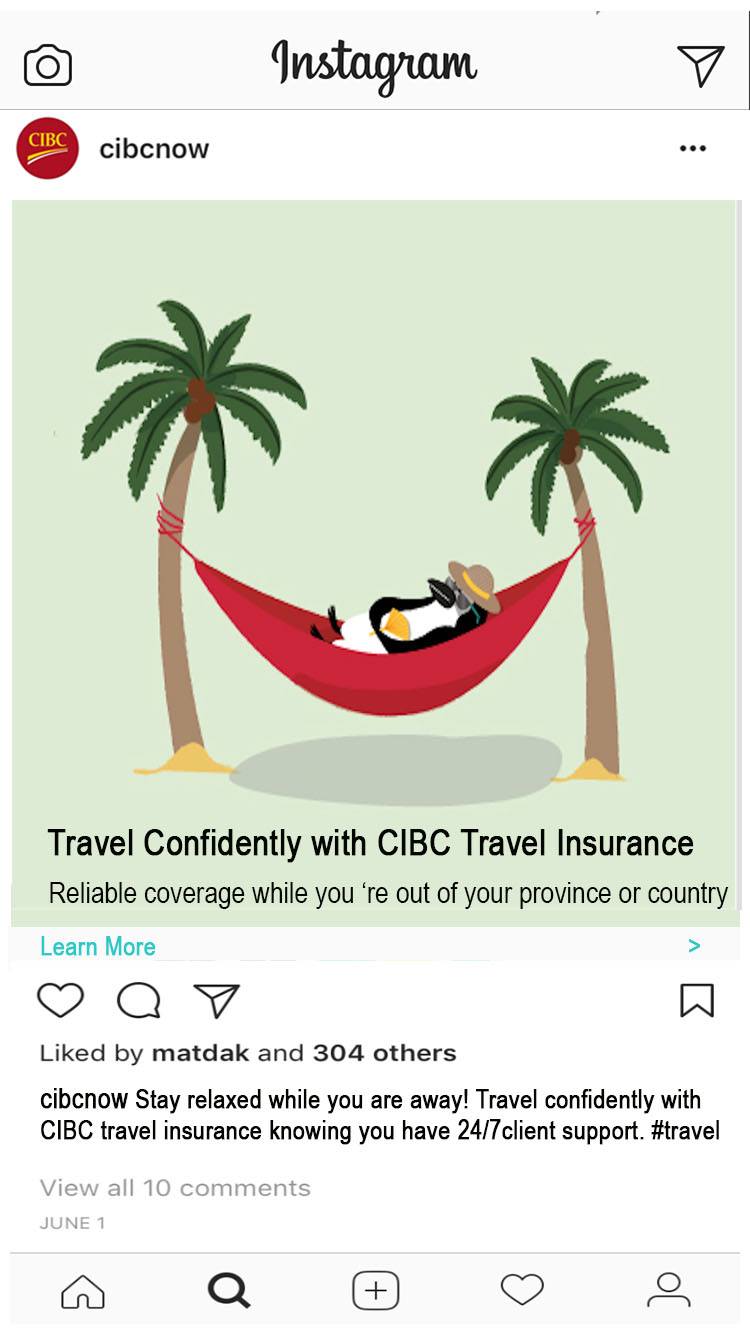 Instagram
CIBC
cibcnow
Travel Confidently with CIBC Travel Insurance
Reliable coverage while you ‘re out of your province or country
Learn More >
Liked by matdak and 304 others
cibcnow Stay relaxed while you are away! Travel confidently with
CIBC travel insurance knowing you have 24/7client support. #travel
View all 10 comments
JUNE 1